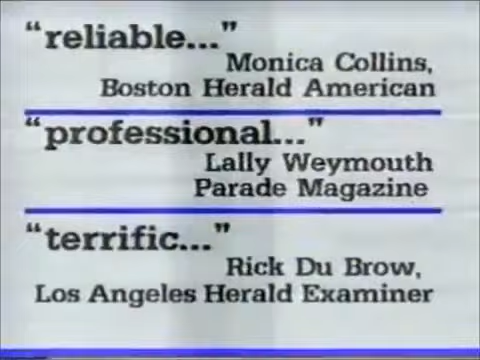 “reliable...”
Monica Collins,
Boston Herald American
“professional...”
Lally Weymouth
Parade Magazine
“terrific...”
Rick Du Brow,
Los Angeles Herald Examiner